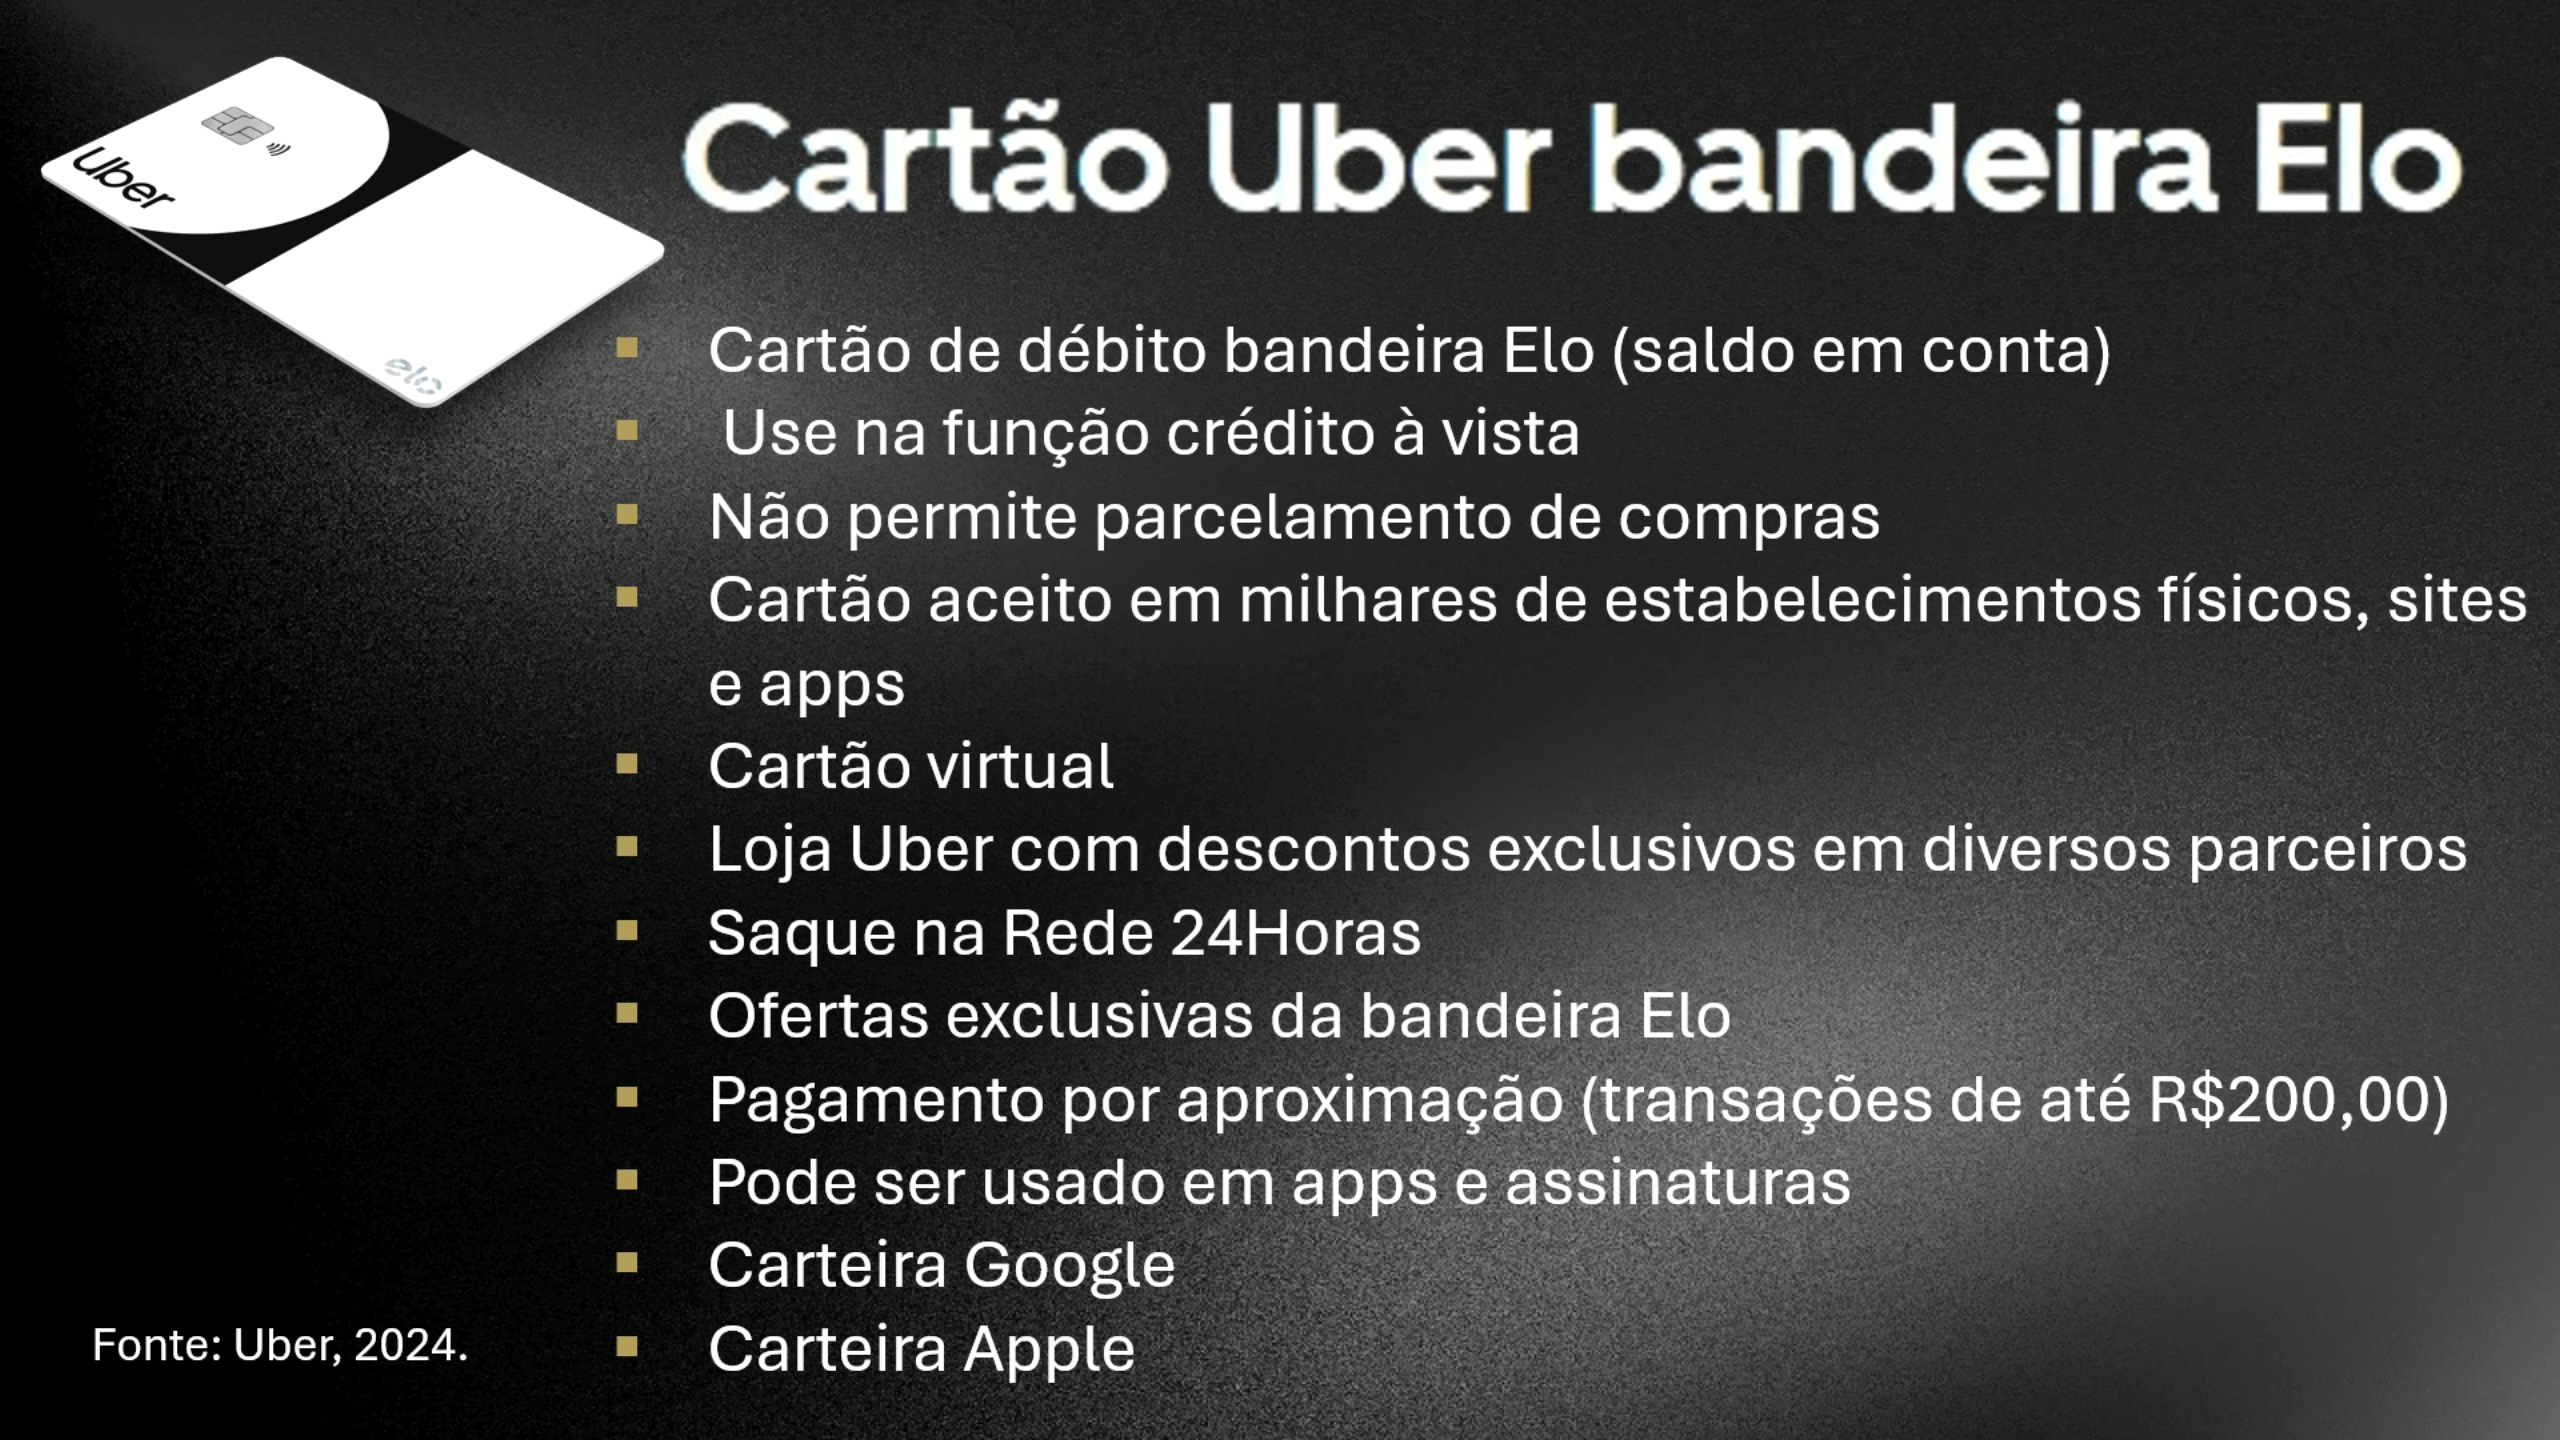 Cartão Uber bandeira Elo
Uber
elo
Cartão de débito bandeira Elo (saldo em conta)
Use na função crédito à vista
Não permite parcelamento de compras
Cartão aceito em milhares de estabelecimentos físicos, sites
e apps
Cartão virtual
Loja Uber com descontos exclusivos em diversos parceiros
Saque na Rede 24Horas
Ofertas exclusivas da bandeira Elo
Pagamento por aproximação (transações de até R$200,00)
Pode ser usado em apps e assinaturas
Carteira Google
Carteira Apple
Fonte: Uber, 2024.